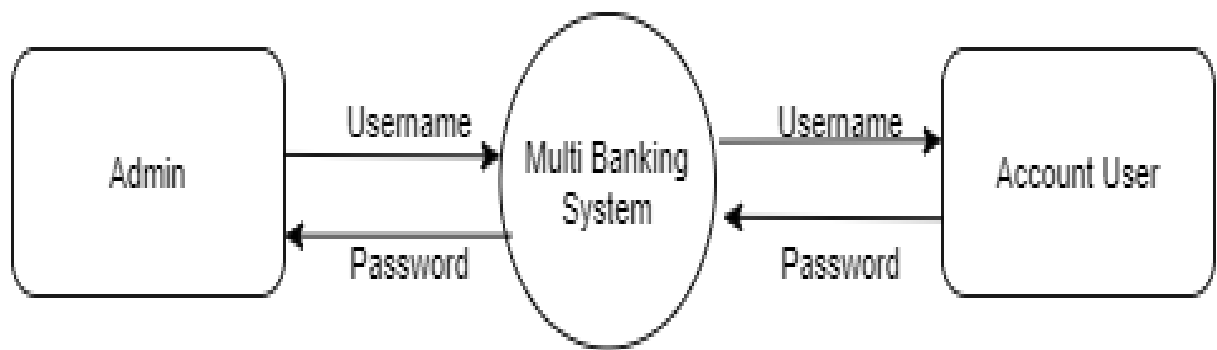 Admin
Username
Password
Multi Banking
System
Username
Password
Account User